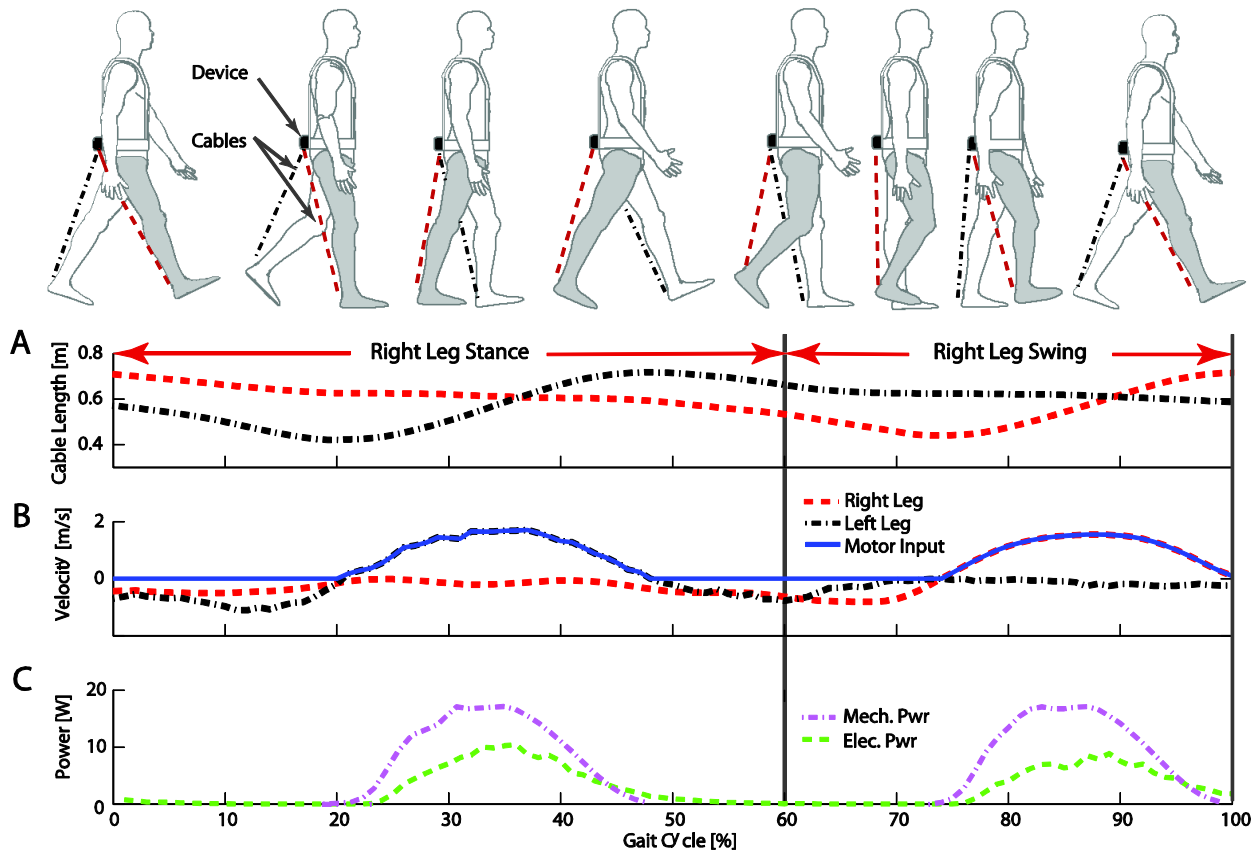 Device
Cables
A
Right Leg Stance
Right Leg Swing
Cable Length [m]
0.8
0.6
0.4
B
Velocity [m/s]
2
0
Right Leg
Left Leg
Motor Input
C
Power [W]
20
10
0
Mech. Pwr
Elec. Pwr
0 10 20 30 40 50 60 70 80 90 100
Gait Cycle [%]